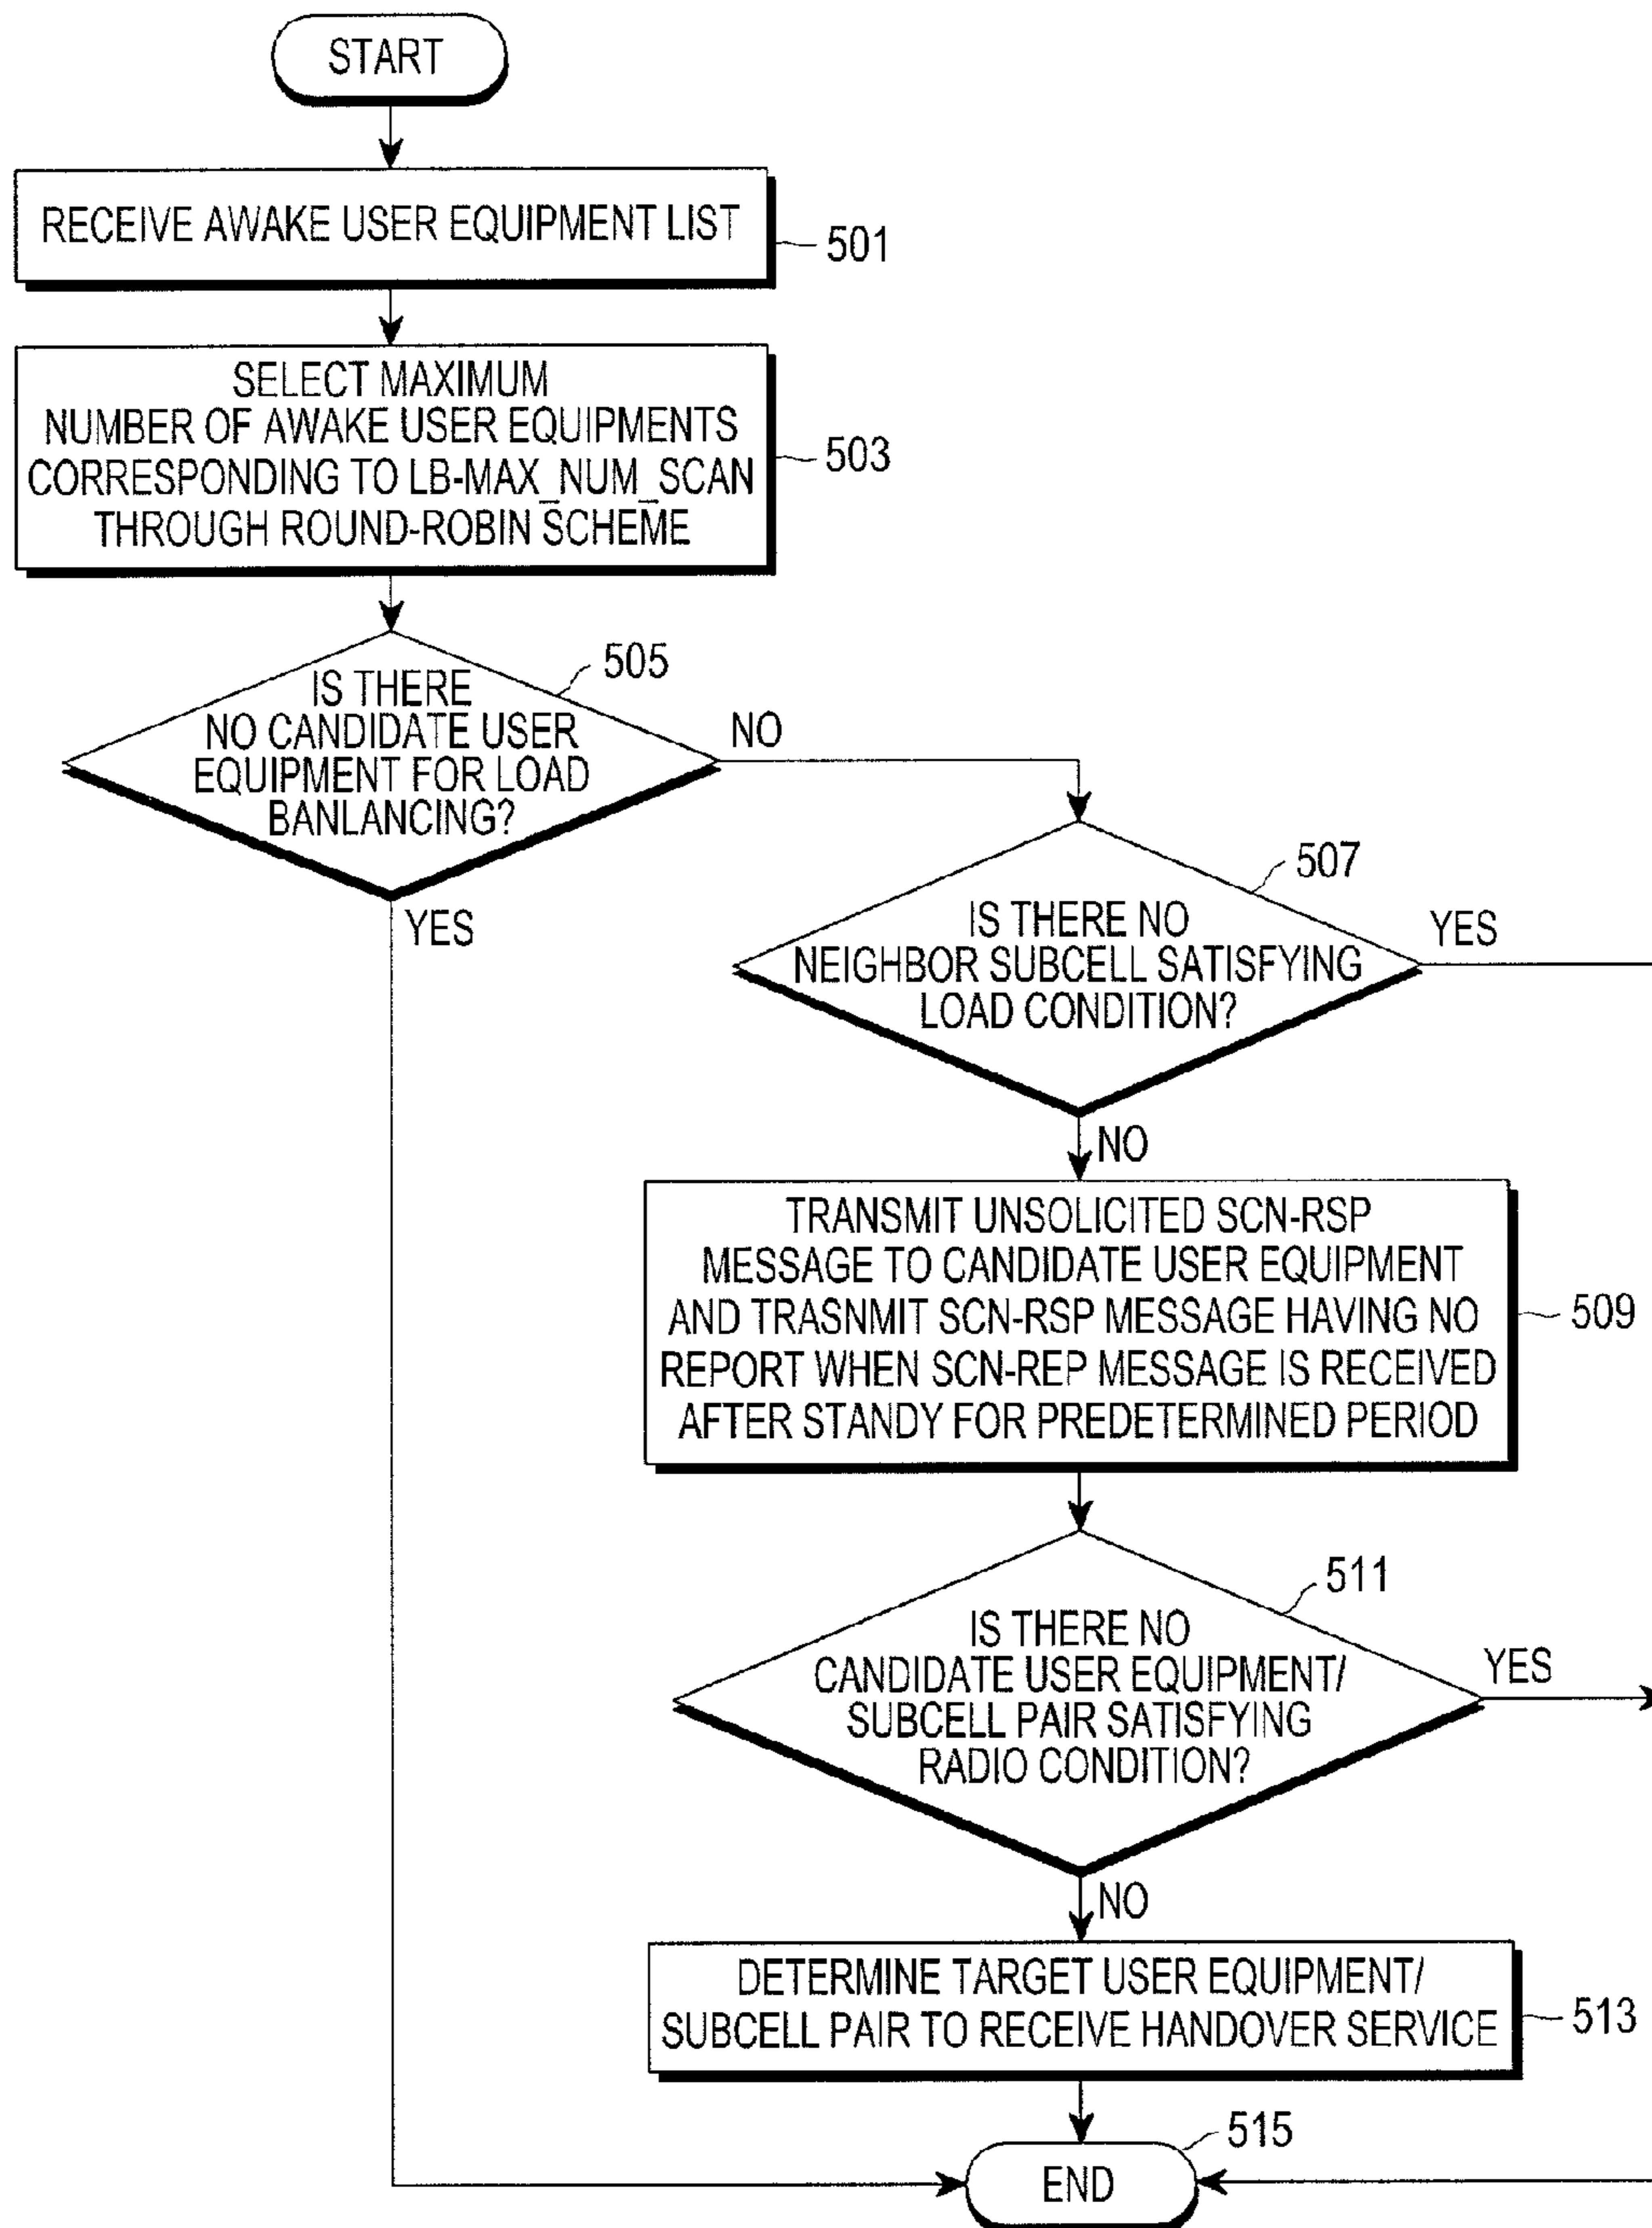 START
RECEIVE AWAKE USER EQUIPMENT LIST
501
SELECT MAXIMUM
NUMBER OF AWAKE USER EQUIPMENTS
CORRESPONDING TO LB-MAX_NUM_SCAN
THROUGH ROUND-ROBIN SCHEME
503
505
IS THERE
NO CANDIDATE USER
EQUIPMENT FOR LOAD
BANLANCING?
NO
YES
507
IS THERE NO
NEIGHBOR SUBCELL SATISFYING
LOAD CONDITION?
YES
NO
TRANSMIT UNSOLICITED SCN-RSP
MESSAGE TO CANDIDATE USER EQUIPMENT
AND TRASNMIT SCN-RSP MESSAGE HAVING NO
REPORT WHEN SCN-REP MESSAGE IS RECEIVED
AFTER STANDY FOR PREDETERMINED PERIOD
509
511
IS THERE NO
CANDIDATE USER EQUIPMENT/
SUBCELL PAIR SATISFYING
RADIO CONDITION?
YES
NO
DETERMINE TARGET USER EQUIPMENT/
SUBCELL PAIR TO RECEIVE HANDOVER SERVICE
513
515
END